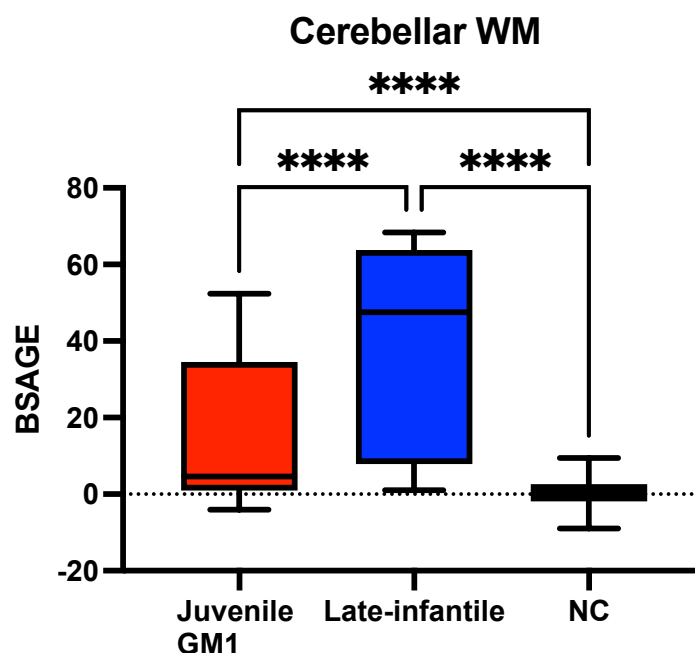 Cerebellar WM
****
**** ****
80
60
40
20
0
-20
BSAGE
Juvenile GM1
Late-infantile
NC